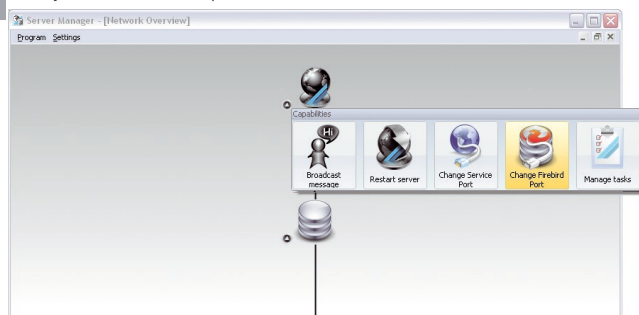 Server Manager - [Network Overview]
Program Settings
Capabilities
Hi
Broadcast
message
Restart server
Change Service
Port
Change Firebird
Port
Manage tasks